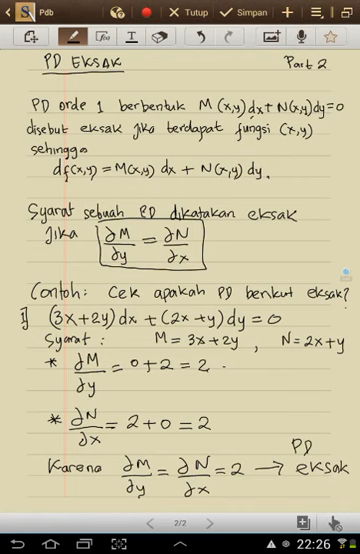 Pdb
Tutup
Simpan
PD EKSAK
Part 2
PD orde 1 berbentuk M(x,y)dx+N(x,y)dy=0
disebut eksak jika terdapat fungsi (x,y)
sehingga
df(x,y) = M(x,y) dx + N(x,y) dy.
Syarat sebuah PD dikatakan eksak
jika ∂M/∂y = ∂N/∂x
Contoh: Cek apakah PD berikut eksak?
1] (3x+2y)dx + (2x+y)dy = 0
Syarat : M = 3x+2y , N = 2x+y
* ∂M/∂y = 0+2 = 2 .
* ∂N/∂x = 2+0 = 2
Karena ∂M/∂y = ∂N/∂x = 2 → PD eksak
2/2
22:26